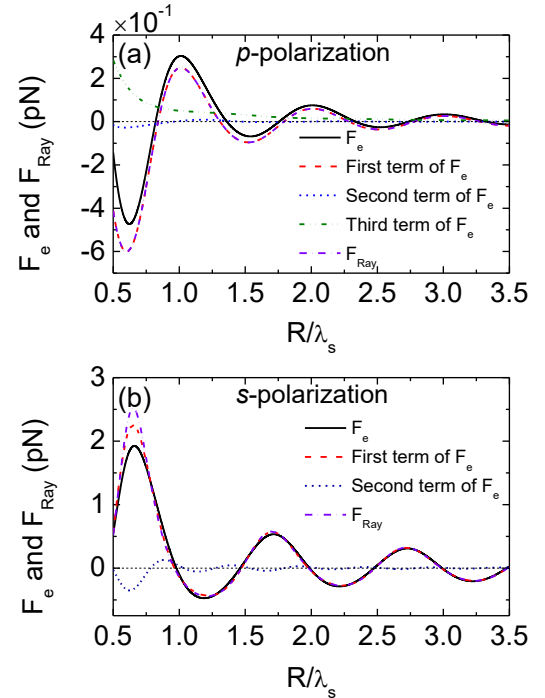 ×10⁻¹
(a)
p-polarization
F_e and F_Ray (pN)
4
2
0
-2
-4
-6
F_e
First term of F_e
Second term of F_e
Third term of F_e
F_Ray
0.5 1.0 1.5 2.0 2.5 3.0 3.5
R/λ_s
(b)
s-polarization
F_e and F_Ray (pN)
3
2
1
0
F_e
First term of F_e
Second term of F_e
F_Ray
0.5 1.0 1.5 2.0 2.5 3.0 3.5
R/λ_s